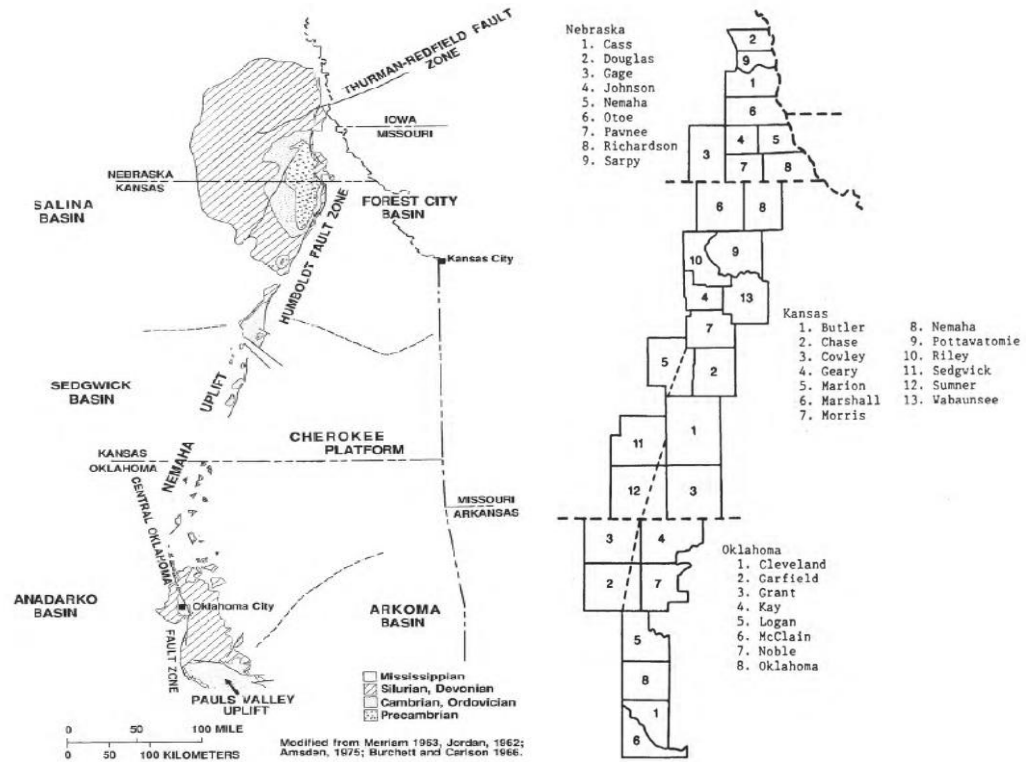 THURMAN-REDFIELD FAULT
ZONE
IOWA
MISSOURI
NEBRASKA
KANSAS
SALINA
BASIN
FOREST CITY
BASIN
HUMBOLDT FAULT ZONE
Kansas City
SEDGWICK
BASIN
UPLIFT
NEMAHA
CHEROKEE
PLATFORM
KANSAS
OKLAHOMA
CENTRAL OKLAHOMA
FAULT ZONE
MISSOURI
ARKANSAS
ANADARKO
BASIN
Oklahoma City
ARKOMA
BASIN
PAULS VALLEY
UPLIFT
Mississippian
Silurian, Devonian
Cambrian, Ordovician
Precambrian
0 50 100 MILE
0 50 100 KILOMETERS
Modified from Merriam 1963, Jordan, 1962;
Amsden, 1975; Burchett and Carlson 1966.
Nebraska
1. Cass
2. Douglas
3. Gage
4. Johnson
5. Nemaha
6. Otoe
7. Pawnee
8. Richardson
9. Sarpy
2
9
1
6
3
4
5
7
8
6
8
10
9
4
13
7
5
2
11
1
12
3
Kansas
1. Butler
2. Chase
3. Cowley
4. Geary
5. Marion
6. Marshall
7. Morris
8. Nemaha
9. Pottavatomie
10. Riley
11. Sedgwick
12. Sumner
13. Wabaunsee
3
4
2
7
5
8
1
6
Oklahoma
1. Cleveland
2. Garfield
3. Grant
4. Kay
5. Logan
6. McClain
7. Noble
8. Oklahoma